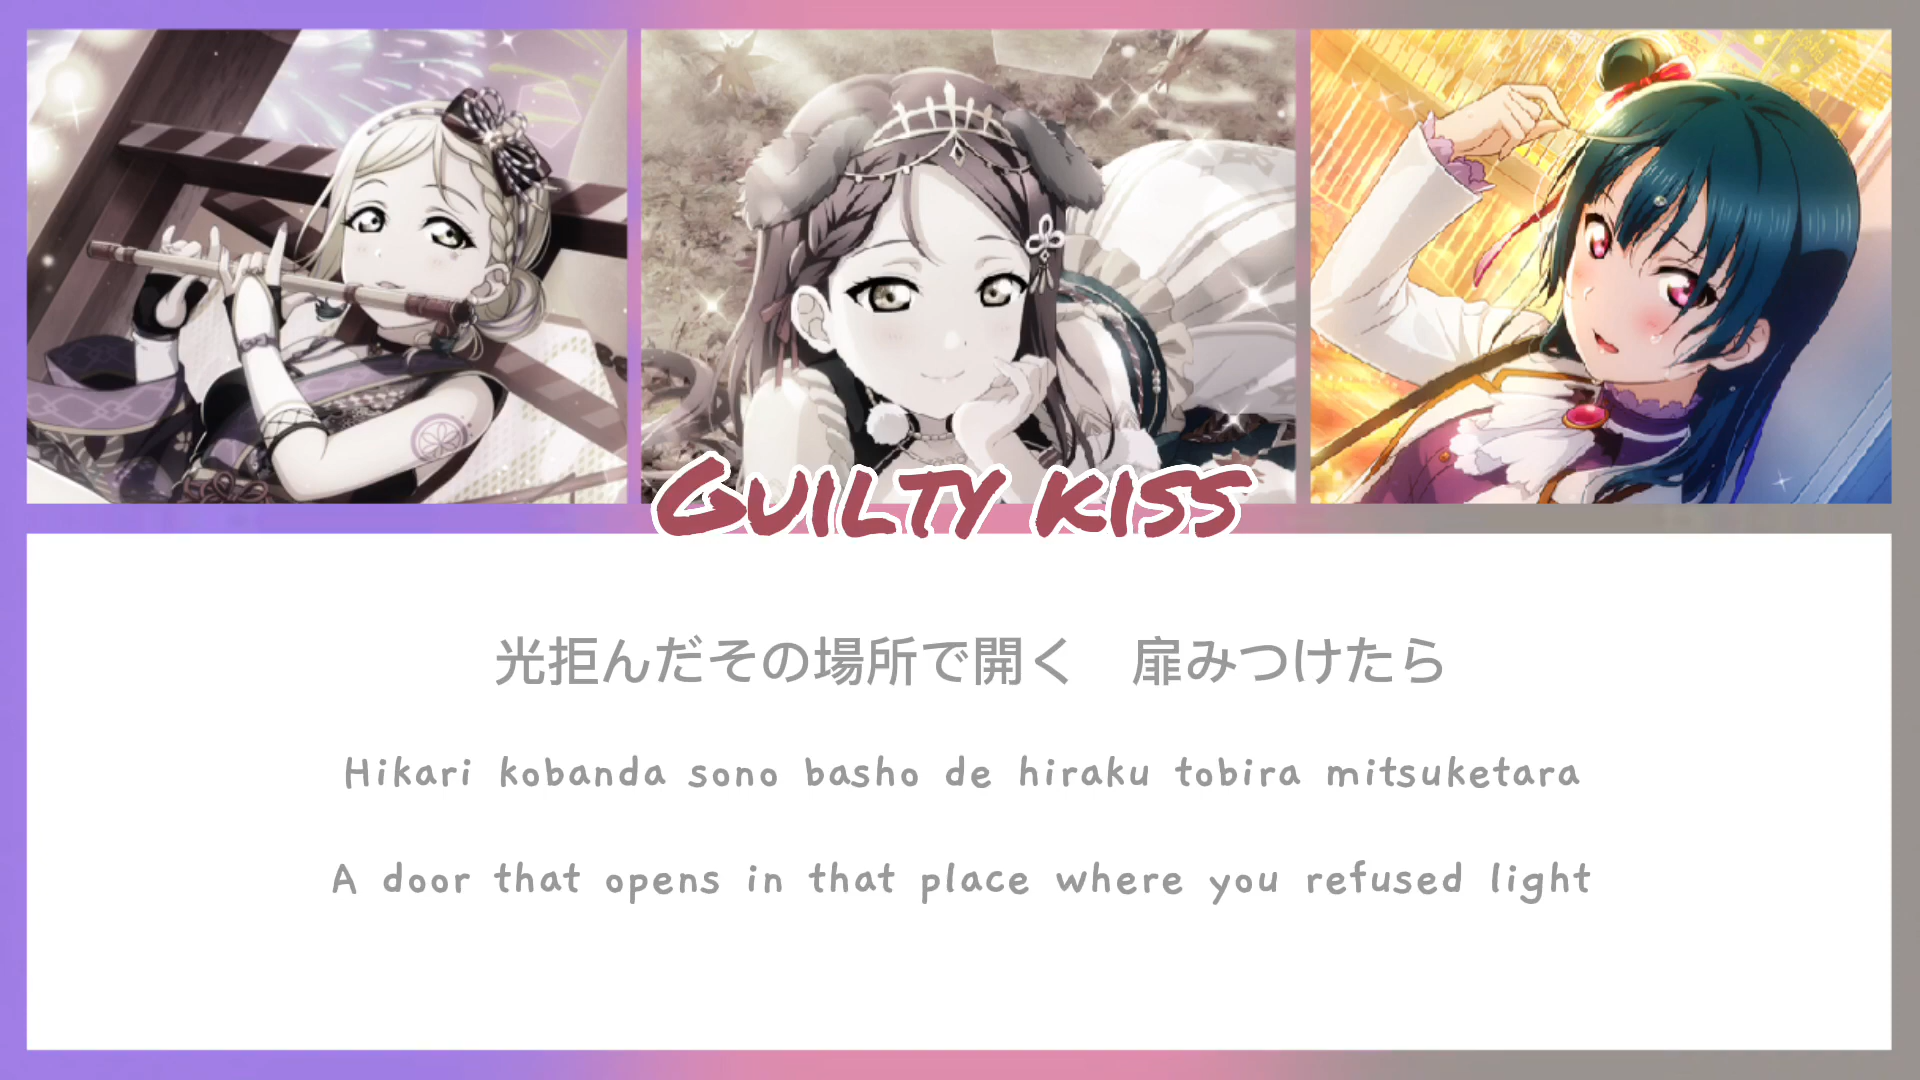 GUILTY KISS
光拒んだその場所で開く　扉みつけたら
Hikari kobanda sono basho de hiraku tobira mitsuketara
A door that opens in that place where you refused light